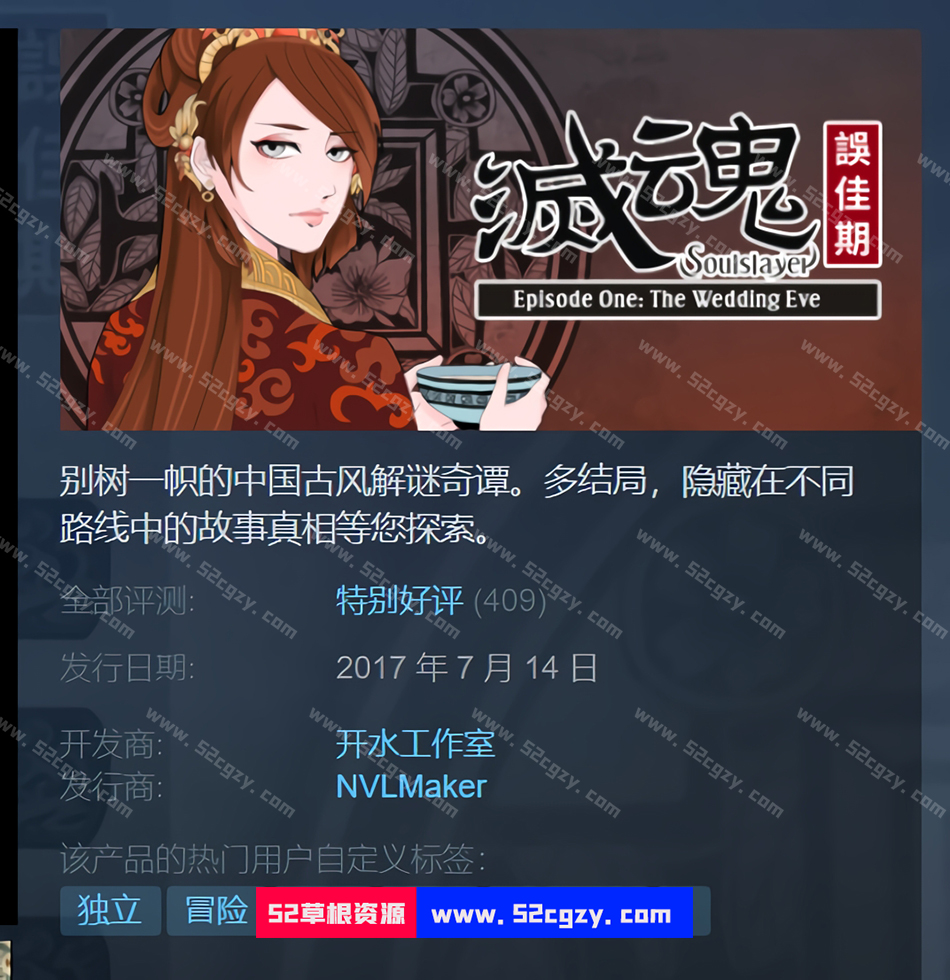 滅魂
誤佳期
Soulslayer
Episode One: The Wedding Eve
别树一帜的中国古风解谜奇谭。多结局，隐藏在不同
路线中的故事真相等您探索。
全部评测: 特别好评 (409)
发行日期: 2017 年 7 月 14 日
开发商: 开水工作室
发行商: NVLMaker
该产品的热门用户自定义标签:
独立 冒险 52草根资源 www.52cgzy.com